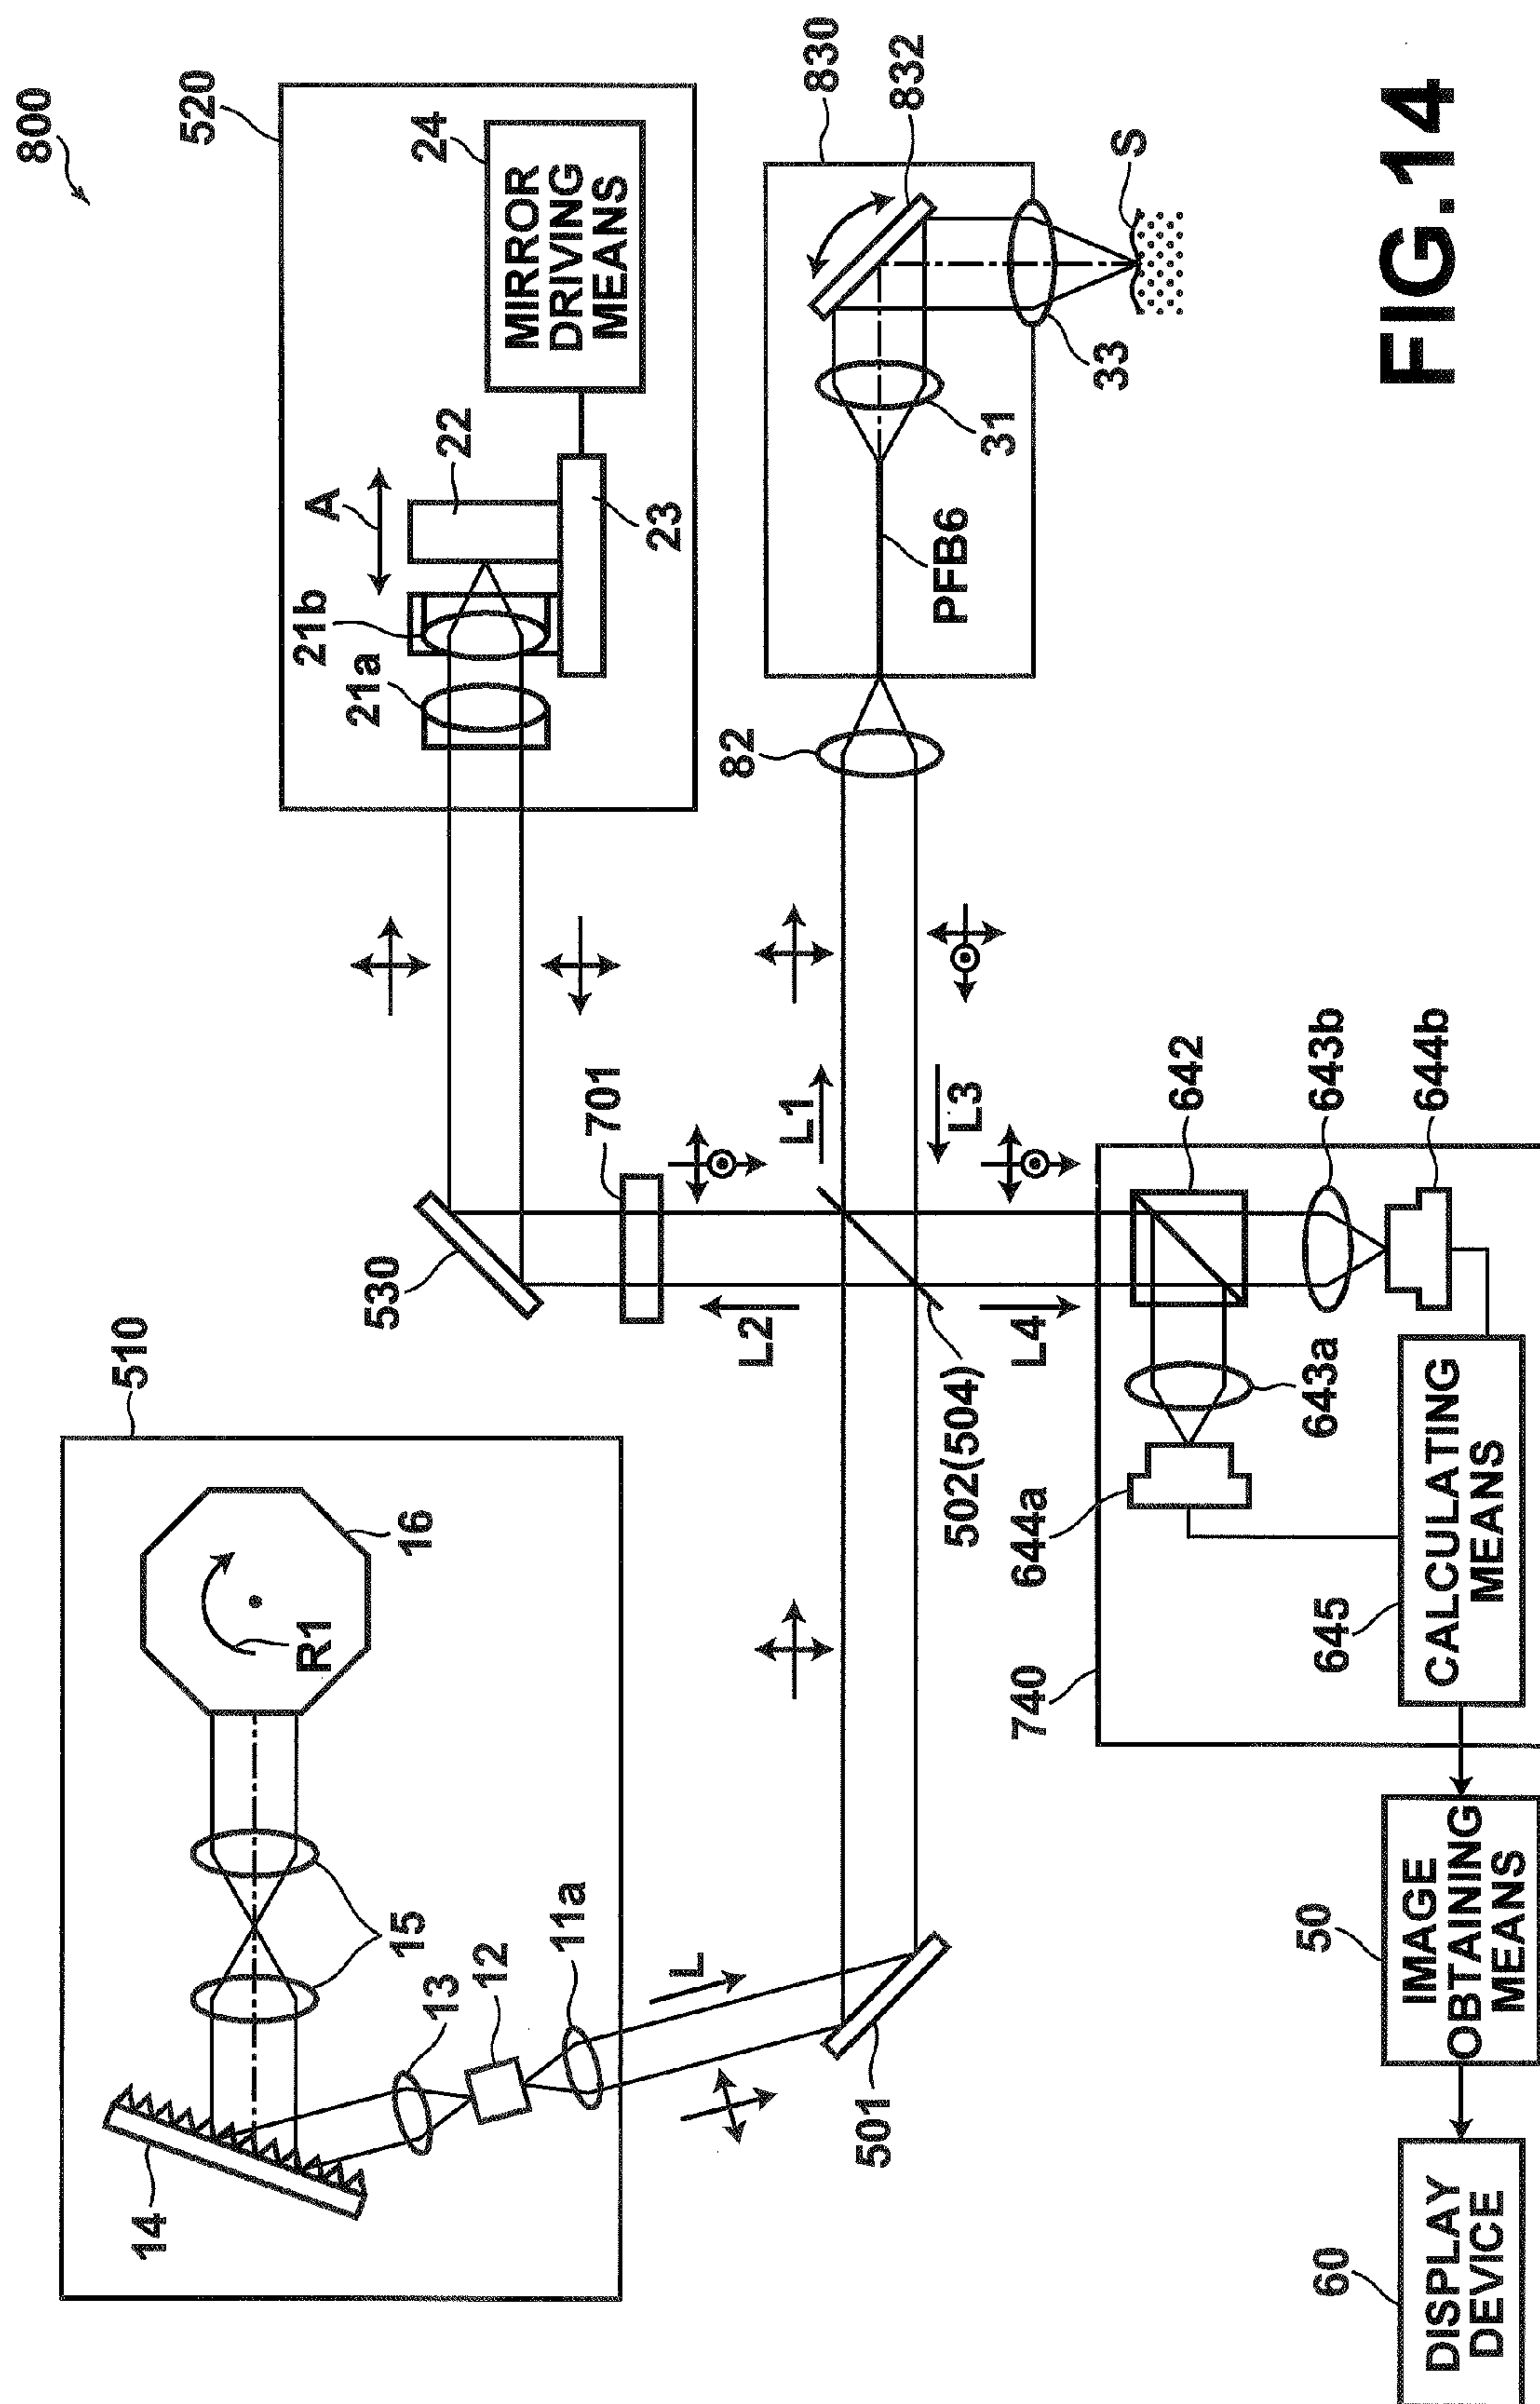 800
510
520
24
MIRROR
DRIVING
MEANS
A
22
21b
21a
23
14
15
R1
16
13
12
11a
L
501
530
701
L2
L1
L3
L4
502(504)
82
830
832
PFB6
31
33
S
740
642
643a
643b
644a
644b
645
CALCULATING
MEANS
50
IMAGE
OBTAINING
MEANS
60
DISPLAY
DEVICE
FIG.14